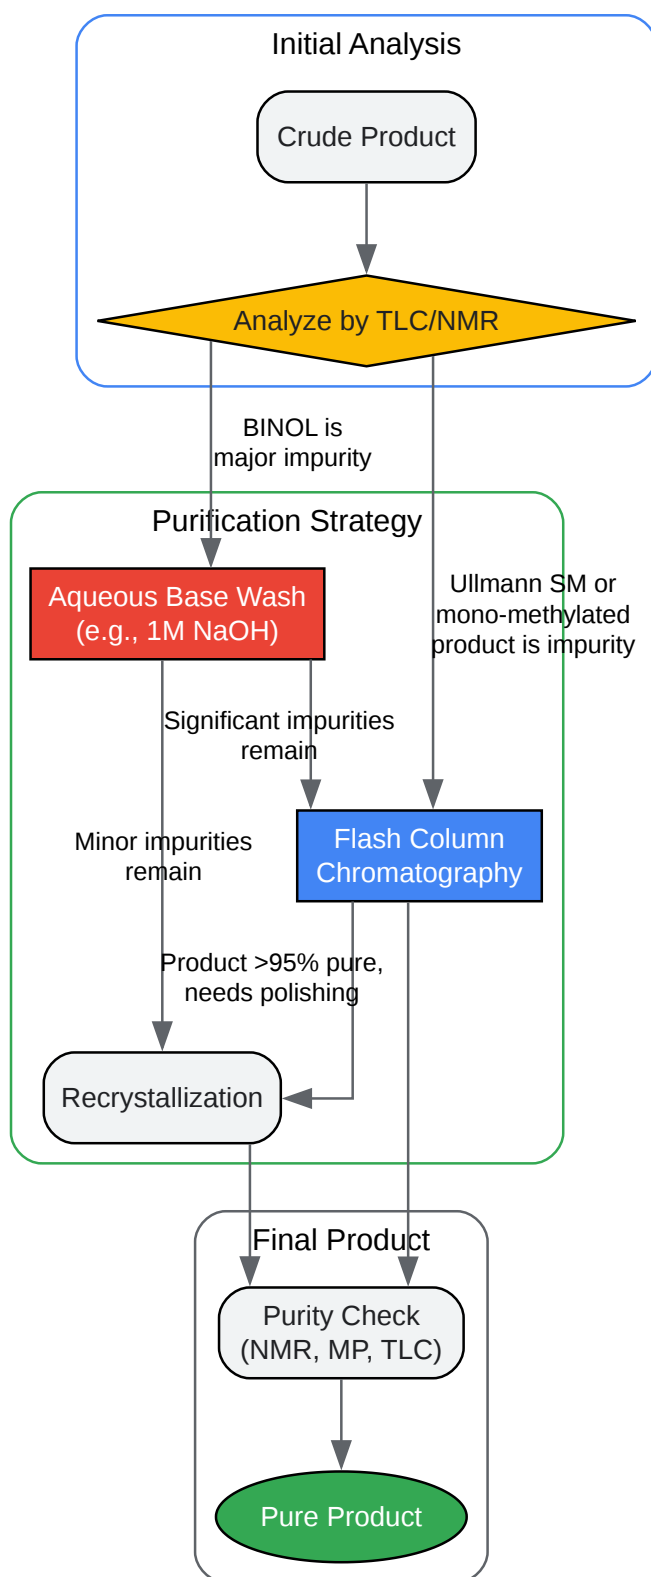 Initial Analysis
Crude Product
Analyze by TLC/NMR
BINOL is
major impurity
Purification Strategy
Aqueous Base Wash
(e.g., 1M NaOH)
Ullmann SM or
mono-methylated
product is impurity
Significant impurities
remain
Minor impurities
remain
Flash Column
Chromatography
Product >95% pure,
needs polishing
Recrystallization
Final Product
Purity Check
(NMR, MP, TLC)
Pure Product